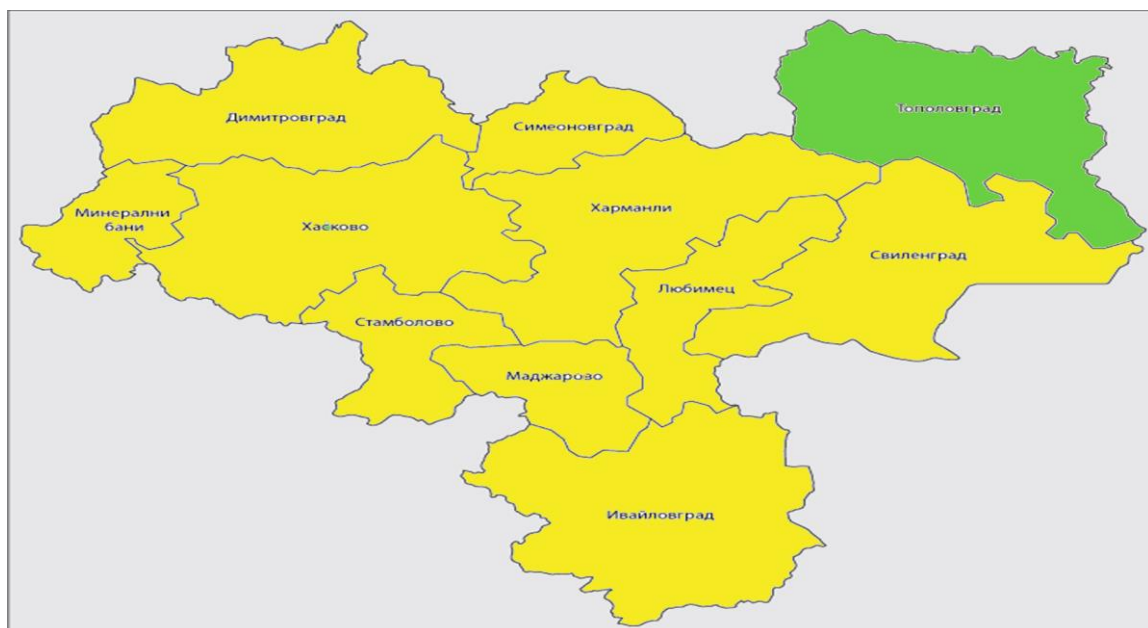 Тополовград
Димитровград
Симеоновград
Харманли
Минерални
бани
Хасково
Свиленград
Любимец
Стамболово
Маджарово
Ивайловград